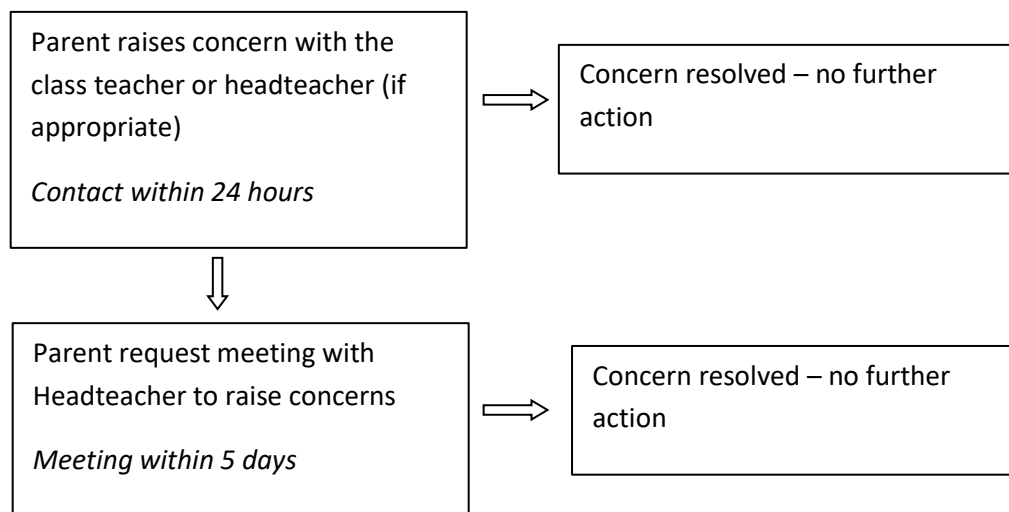 Parent raises concern with the
class teacher or headteacher (if
appropriate)
Contact within 24 hours
Concern resolved – no further
action
Parent request meeting with
Headteacher to raise concerns
Meeting within 5 days
Concern resolved – no further
action